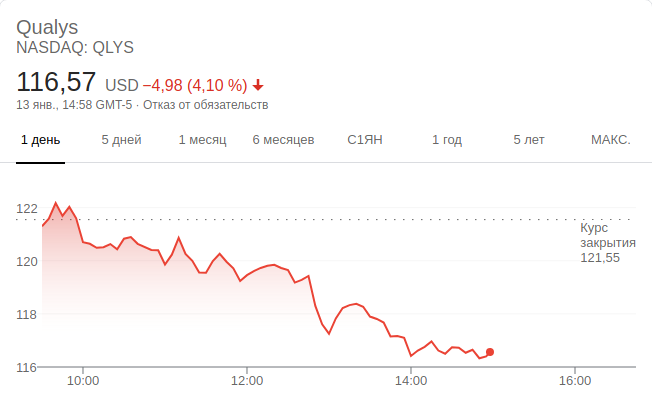 Qualys
NASDAQ: QLYS
116,57 USD −4,98 (4,10 %)
13 янв., 14:58 GMT-5 · Отказ от обязательств
1 день 5 дней 1 месяц 6 месяцев С1ЯН 1 год 5 лет МАКС.
122
Курс
закрытия
121,55
120
118
116
10:00 12:00 14:00 16:00